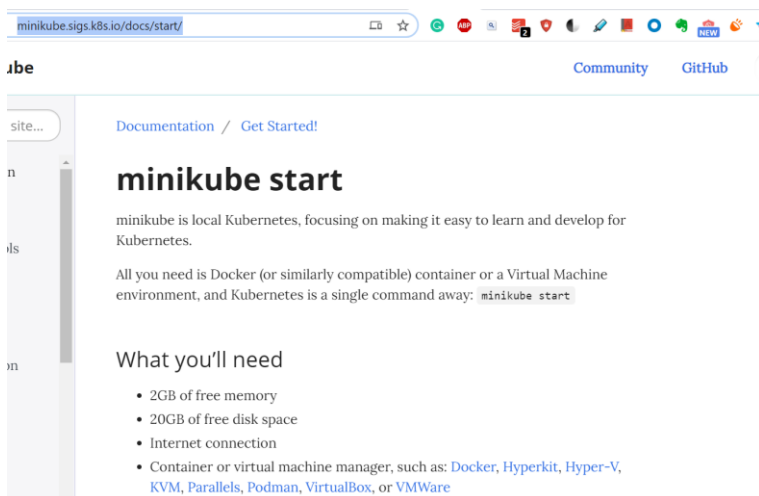 minikube.sigs.k8s.io/docs/start/
ABP
2
NEW
ube
Community GitHub
site...
Documentation / Get Started!
n
minikube start
minikube is local Kubernetes, focusing on making it easy to learn and develop for
Kubernetes.
ols
All you need is Docker (or similarly compatible) container or a Virtual Machine
environment, and Kubernetes is a single command away: minikube start
on
What you'll need
• 2GB of free memory
• 20GB of free disk space
• Internet connection
• Container or virtual machine manager, such as: Docker, Hyperkit, Hyper-V,
KVM, Parallels, Podman, VirtualBox, or VMWare